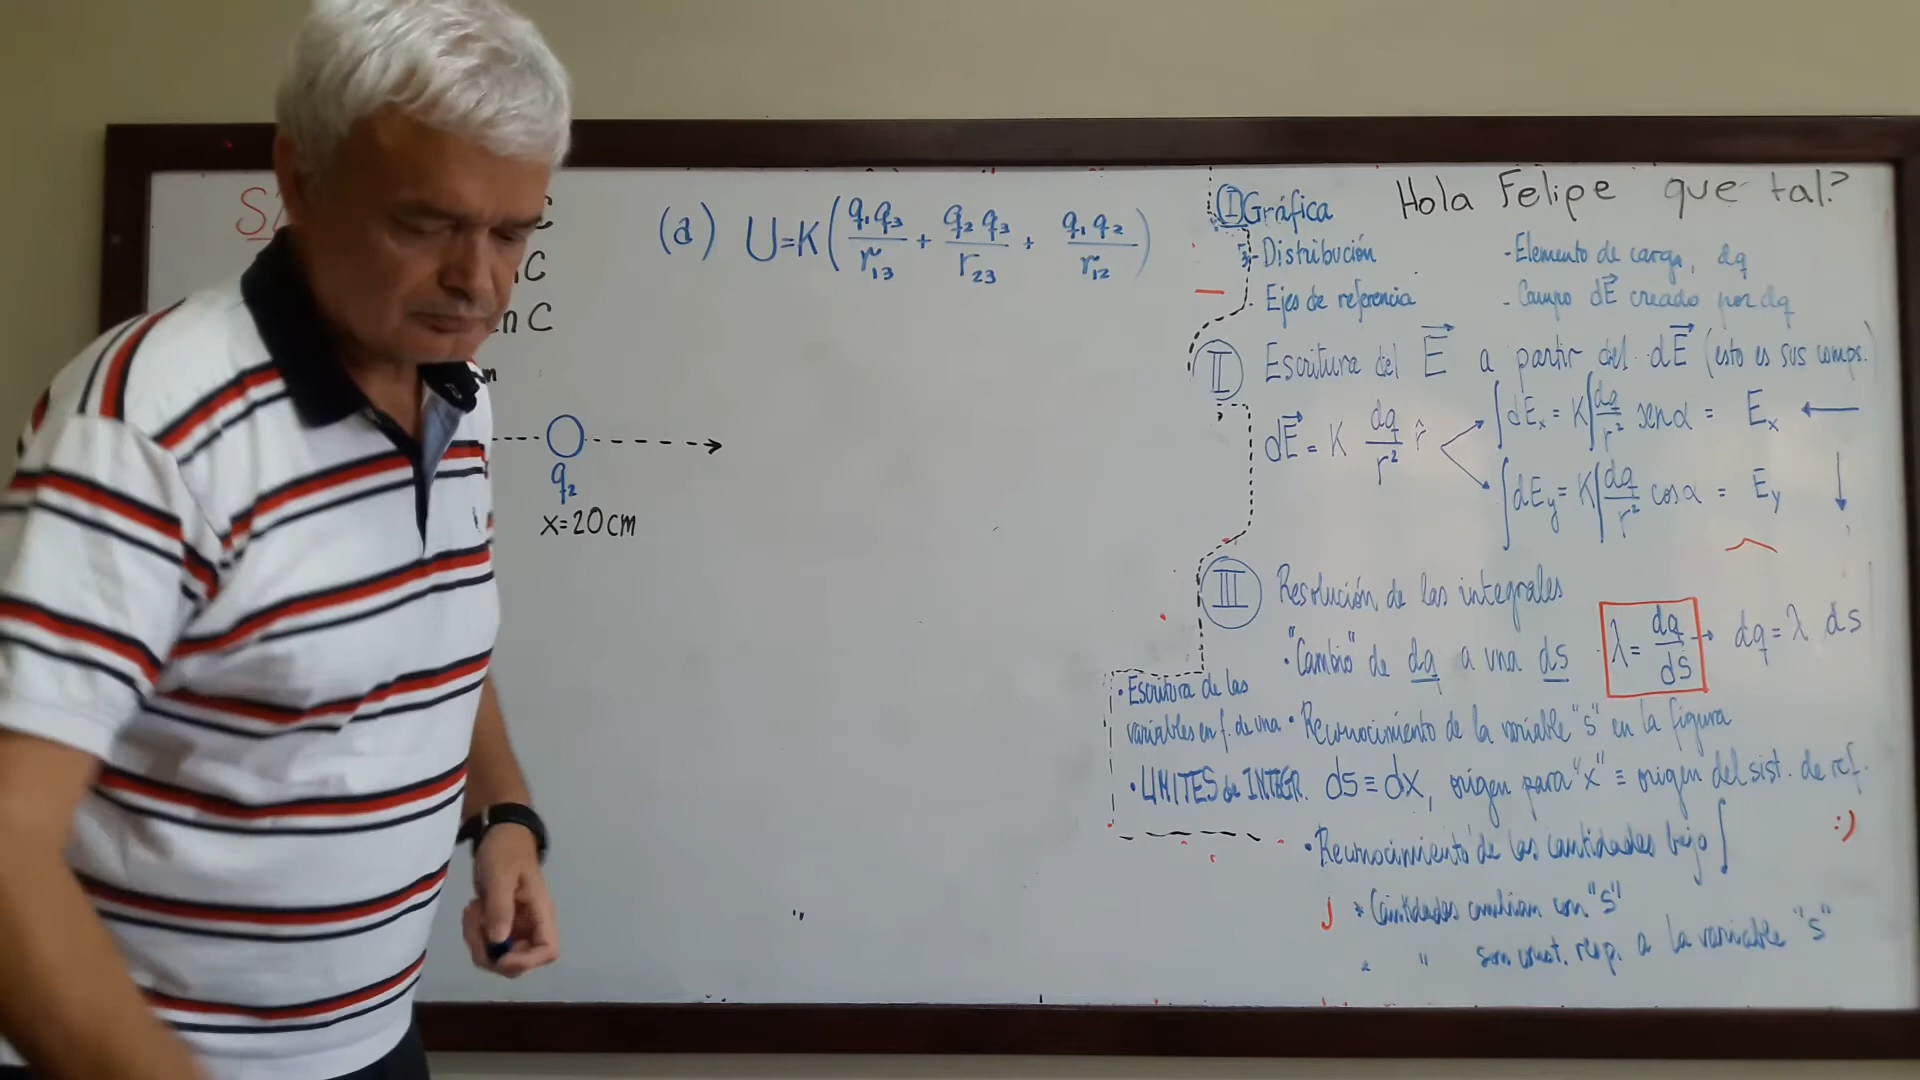 (a) U=K(q₁q₃/r₁₃ + q₂q₃/r₂₃ + q₁q₂/r₁₂)
C
C
nC
q₂
x=20cm
Hola Felipe que tal?
I Gráfica
- Distribución
- Ejes de referencia
- Elemento de carga, dq
- Campo dE⃗ creado por dq
II Escritura del E⃗ a partir del dE⃗ (esto es sus comps.)
dE⃗ = K dq/r² r̂
∫dEₓ = K∫dq/r² senα = Eₓ
∫dE_y = K∫dq/r² cosα = E_y
III Resolución de las integrales
• "Cambio" de dq a una ds
λ = dq/ds → dq = λ ds
• Reconocimiento de la variable "s" en la figura
ds ≡ dx, origen para "x" ≡ origen del sist. de ref.
• Escritura de las
variables en f. de una
• LIMITES de INTEGR.
• Reconocimiento de las cantidades bajo ∫
:)
* Cantidades cambian con "s"
* " son const. resp. a la variable "s"